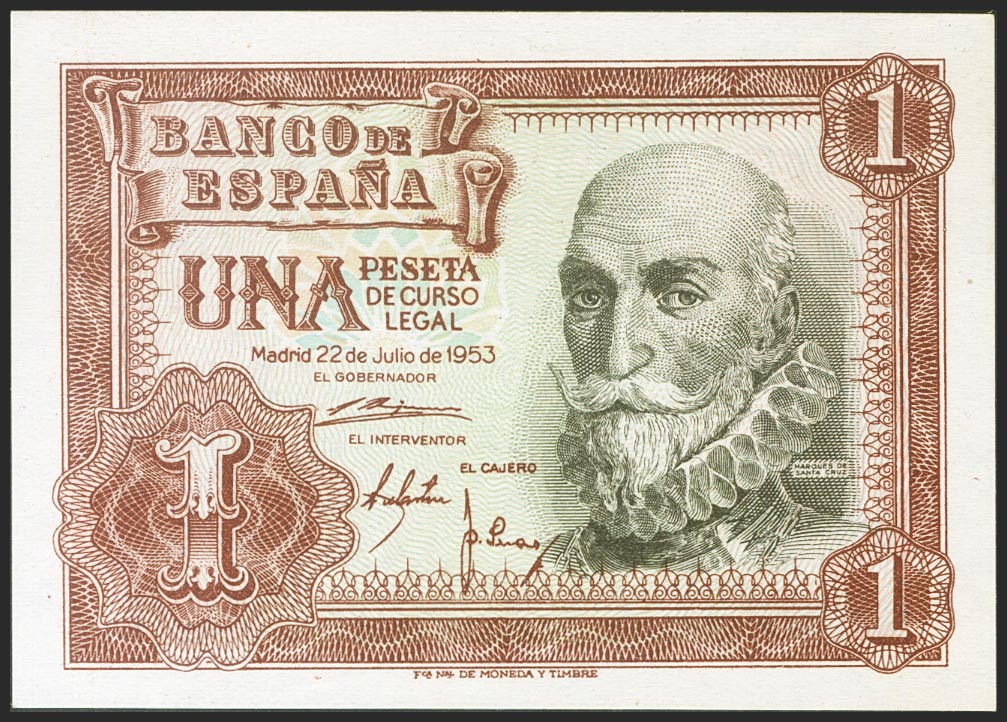 BANCO DE
ESPAÑA
1
UNA PESETA
DE CURSO
LEGAL
Madrid 22 de Julio de 1953
EL GOBERNADOR
EL INTERVENTOR
EL CAJERO
MARQUÉS DE
SANTA CRUZ
1
1
Fca Nal DE MONEDA Y TIMBRE